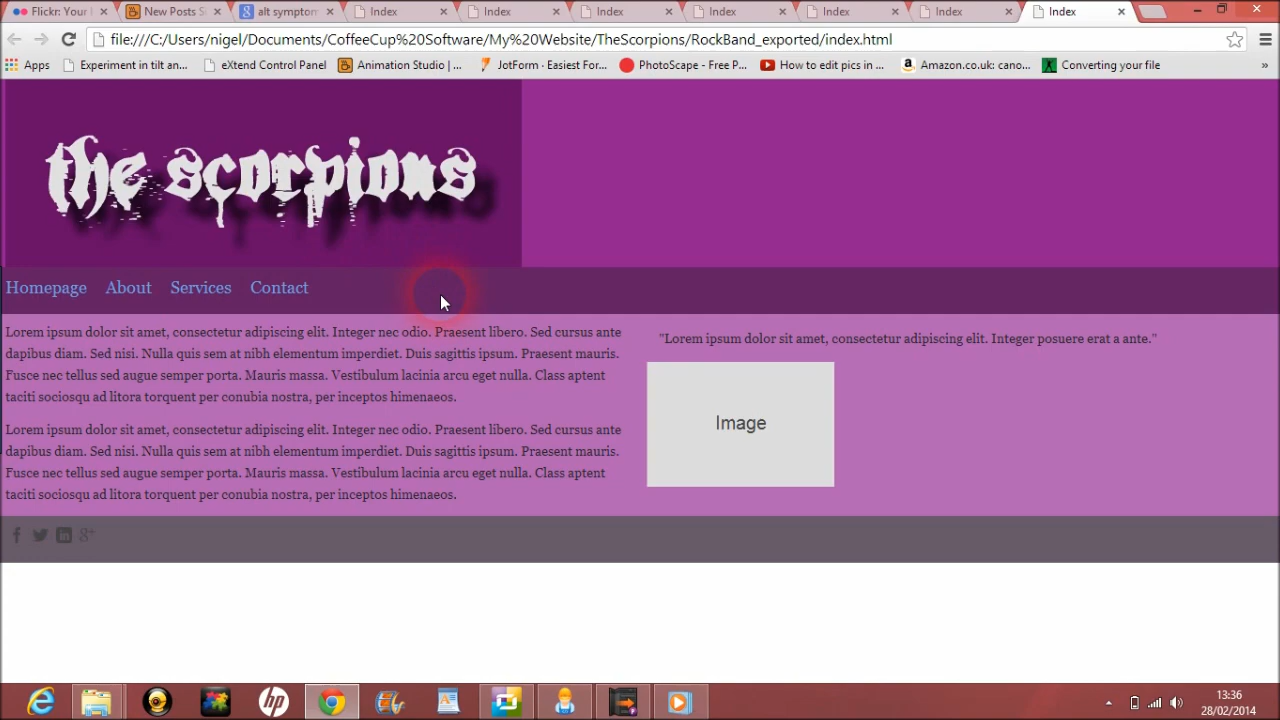 Flickr: Your
New Posts S
alt symptom
Index
Index
Index
Index
Index
Index
Index
file:///C:/Users/nigel/Documents/CoffeeCup%20Software/My%20Website/TheScorpions/RockBand_exported/index.html
Apps
Experiment in tilt an...
eXtend Control Panel
Animation Studio | ...
JotForm · Easiest For...
PhotoScape - Free P...
How to edit pics in ...
Amazon.co.uk: cano...
Converting your file
»
the scorpions
Homepage About Services Contact
Lorem ipsum dolor sit amet, consectetur adipiscing elit. Integer nec odio. Praesent libero. Sed cursus ante
dapibus diam. Sed nisi. Nulla quis sem at nibh elementum imperdiet. Duis sagittis ipsum. Praesent mauris.
Fusce nec tellus sed augue semper porta. Mauris massa. Vestibulum lacinia arcu eget nulla. Class aptent
taciti sociosqu ad litora torquent per conubia nostra, per inceptos himenaeos.
Lorem ipsum dolor sit amet, consectetur adipiscing elit. Integer nec odio. Praesent libero. Sed cursus ante
dapibus diam. Sed nisi. Nulla quis sem at nibh elementum imperdiet. Duis sagittis ipsum. Praesent mauris.
Fusce nec tellus sed augue semper porta. Mauris massa. Vestibulum lacinia arcu eget nulla. Class aptent
taciti sociosqu ad litora torquent per conubia nostra, per inceptos himenaeos.
"Lorem ipsum dolor sit amet, consectetur adipiscing elit. Integer posuere erat a ante."
Image
13:36
28/02/2014